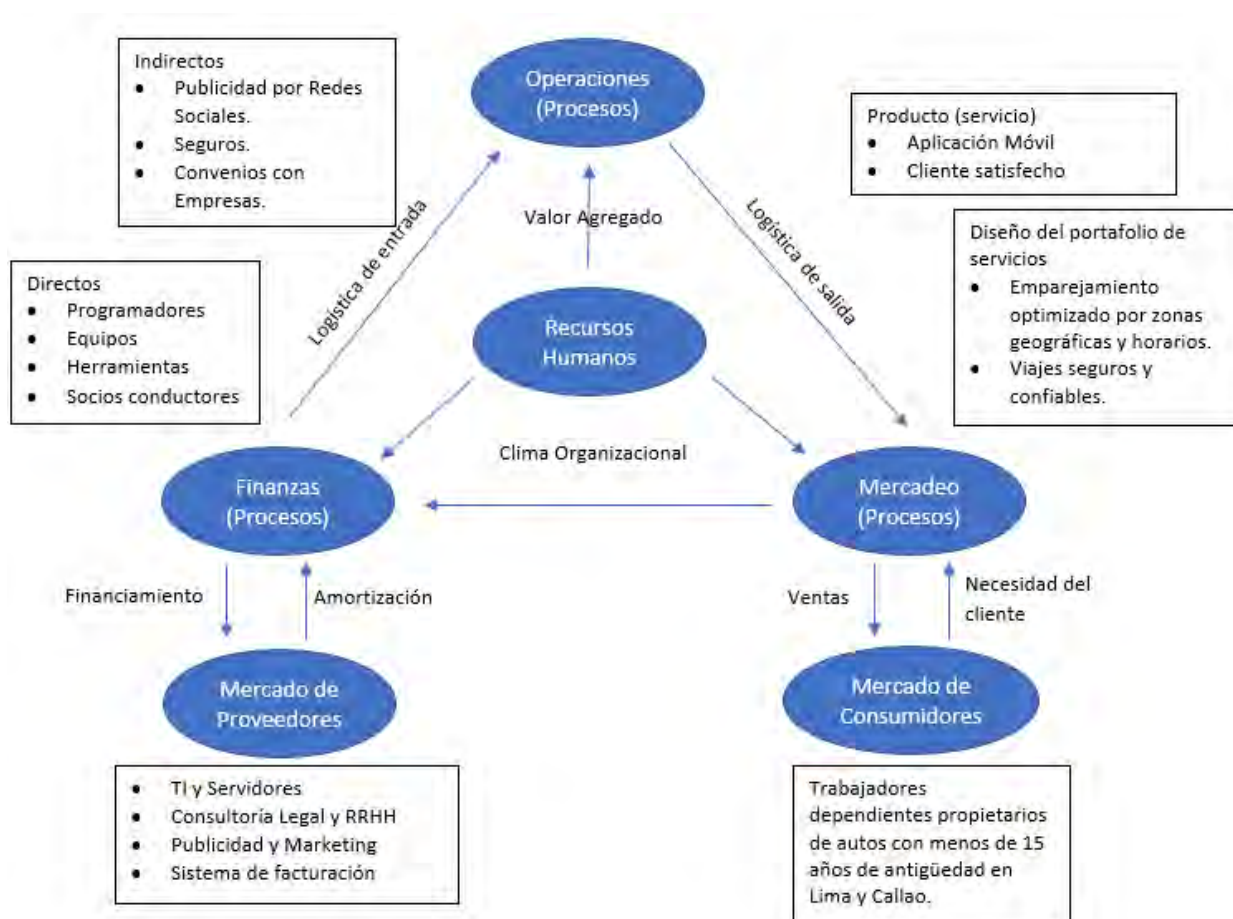 Indirectos
● Publicidad por Redes
Sociales.
● Seguros.
● Convenios con
Empresas.
Operaciones
(Procesos)
Producto (servicio)
● Aplicación Móvil
● Cliente satisfecho
Logística de entrada
Valor Agregado
Logística de salida
Diseño del portafolio de
servicios
● Emparejamiento
optimizado por zonas
geográficas y horarios.
● Viajes seguros y
confiables.
Directos
● Programadores
● Equipos
● Herramientas
● Socios conductores
Recursos
Humanos
Clima Organizacional
Finanzas
(Procesos)
Mercadeo
(Procesos)
Financiamiento
Amortización
Ventas
Necesidad del
cliente
Mercado de
Proveedores
Mercado de
Consumidores
● TI y Servidores
● Consultoría Legal y RRHH
● Publicidad y Marketing
● Sistema de facturación
Trabajadores
dependientes propietarios
de autos con menos de 15
años de antigüedad en
Lima y Callao.